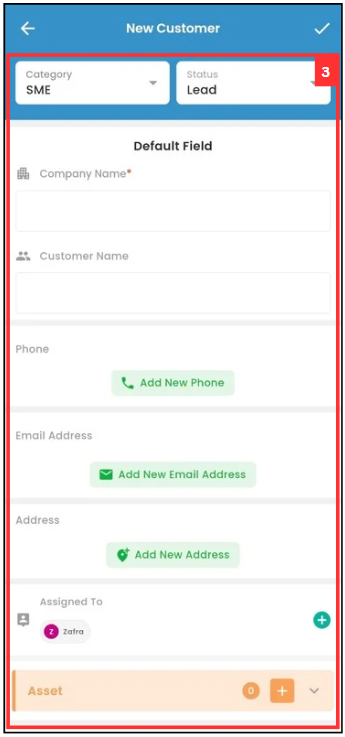 New Customer
Category
SME
Status
Lead
3
Default Field
Company Name*
Customer Name
Phone
Add New Phone
Email Address
Add New Email Address
Address
Add New Address
Assigned To
Z Zafra
Asset 0 +